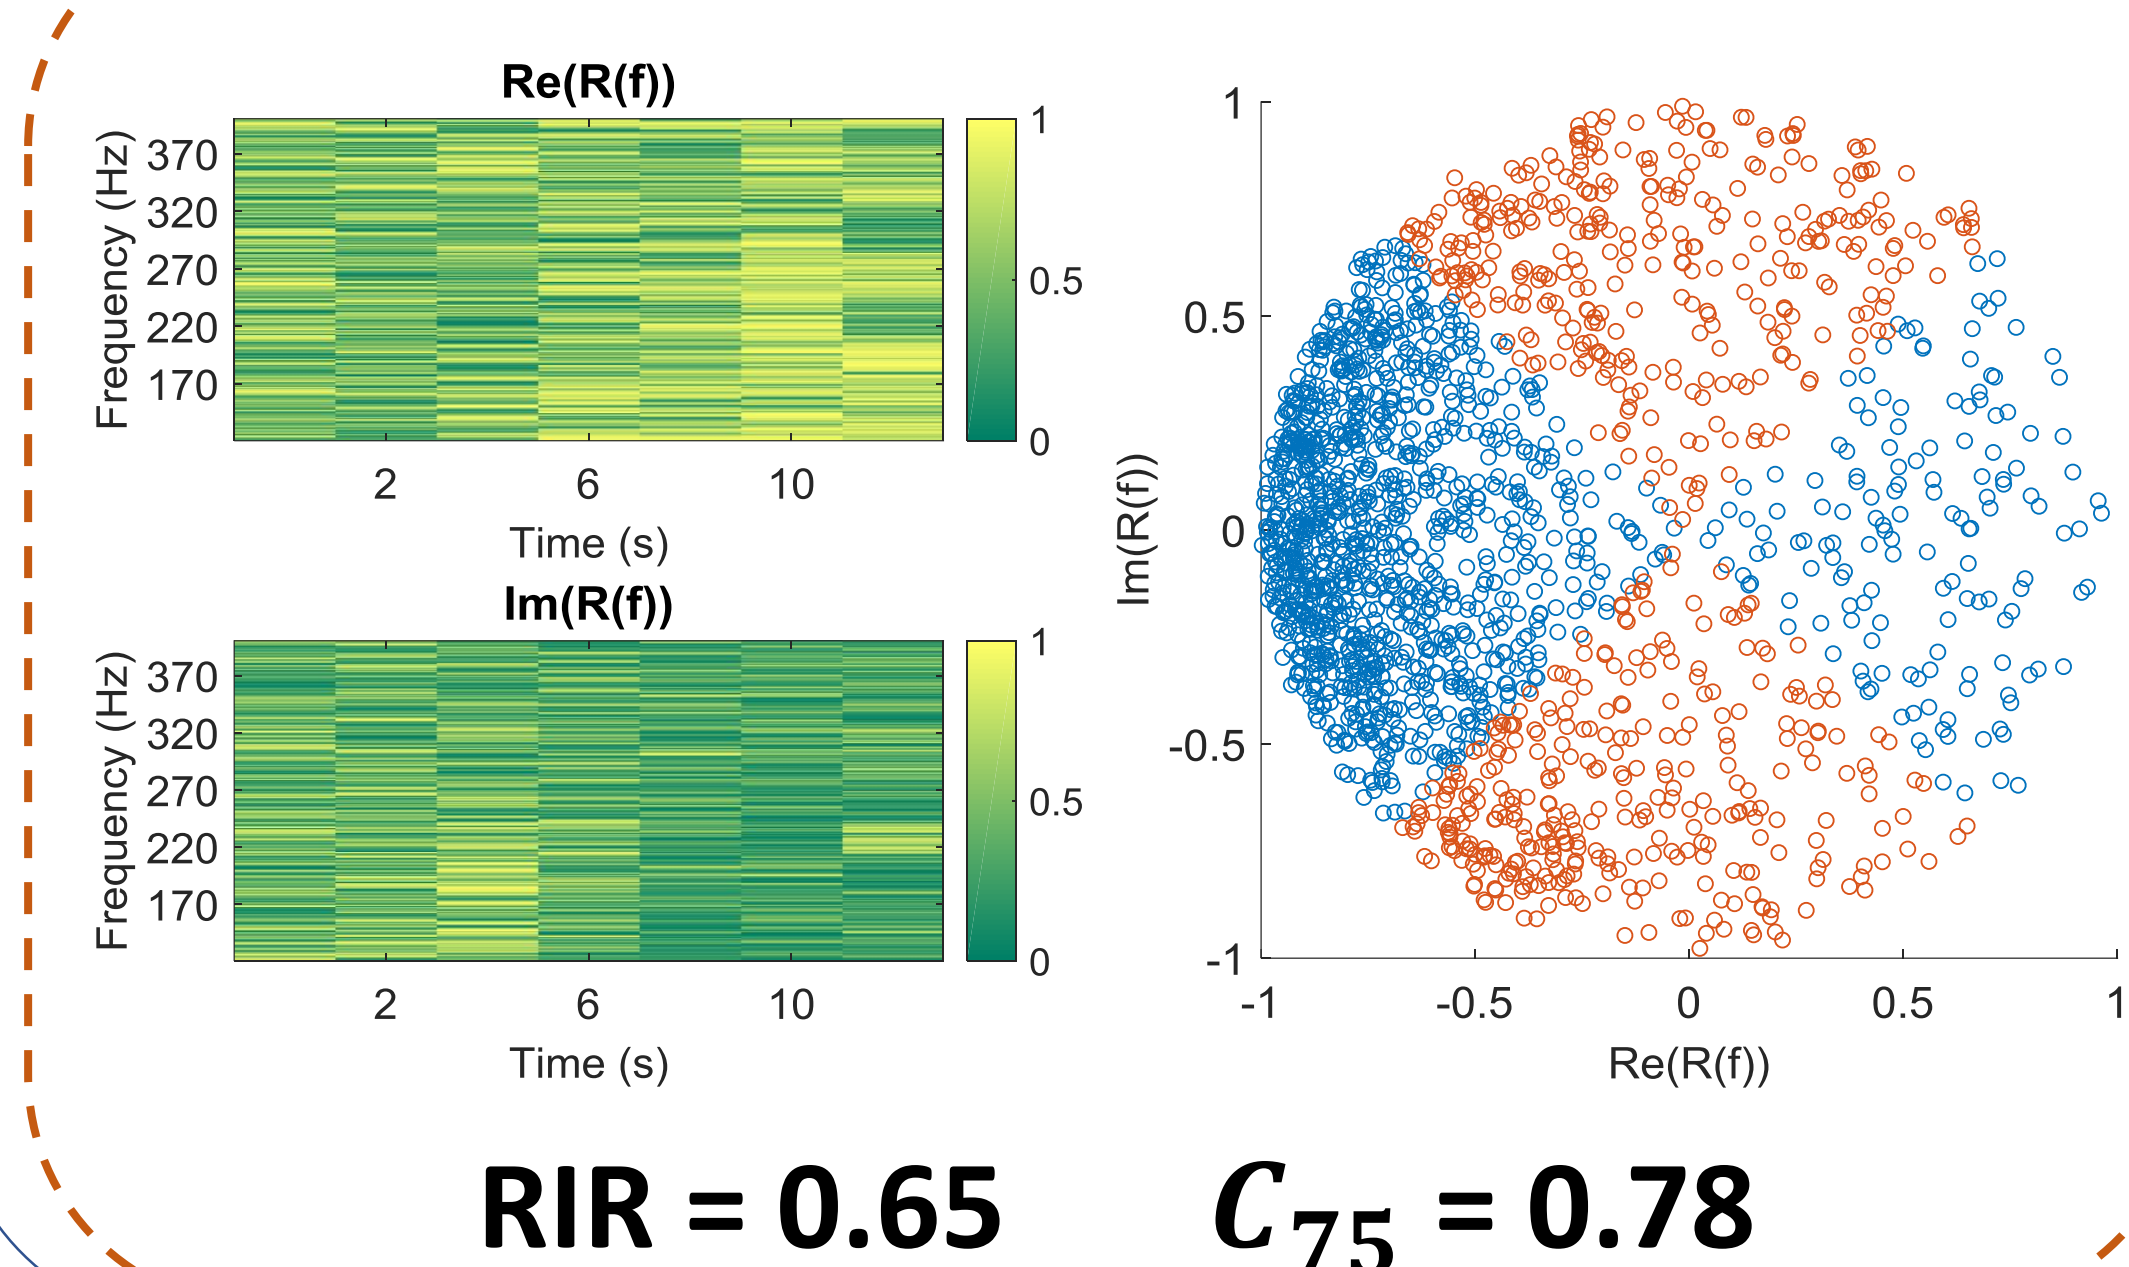 Re(R(f))
Frequency (Hz)
370
320
270
220
170
2 6 10
Time (s)
1
0.5
0
Im(R(f))
Frequency (Hz)
370
320
270
220
170
2 6 10
Time (s)
1
0.5
0
Im(R(f))
1
0.5
0
-0.5
-1
-1 -0.5 0 0.5 1
Re(R(f))
RIR = 0.65
C75 = 0.78